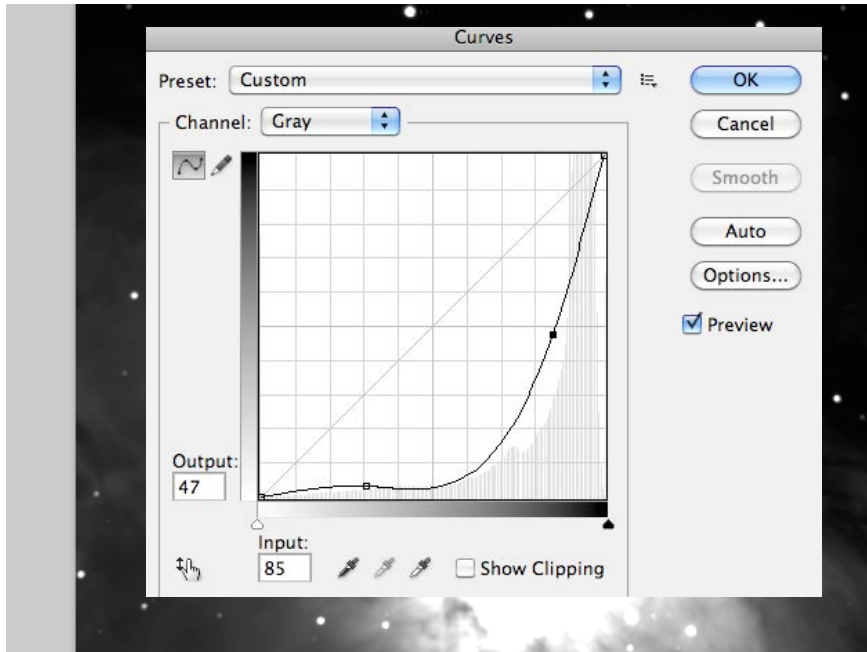 Curves
Preset: Custom
OK
Channel: Gray
Cancel
Smooth
Auto
Options...
Preview
Output:
47
Input:
85
Show Clipping